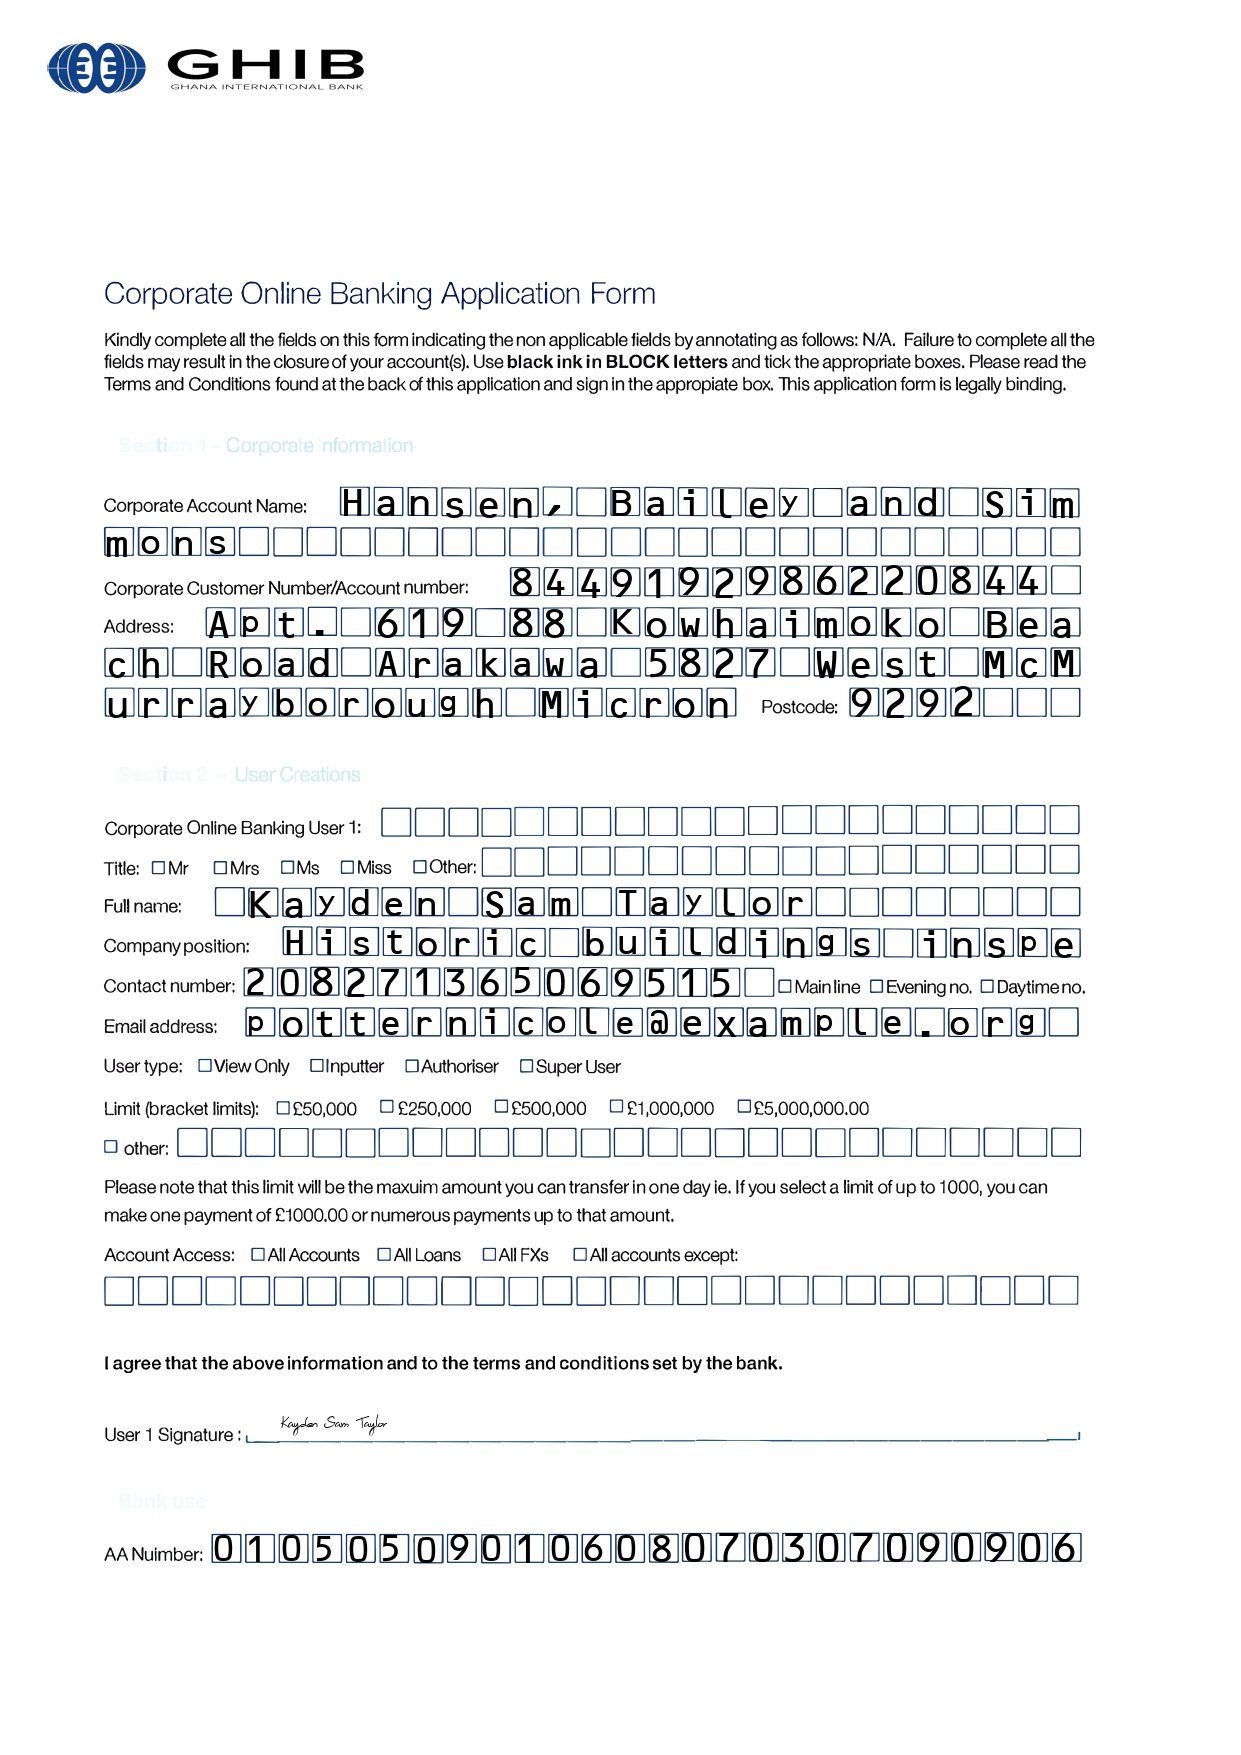 GHIB
GHANA INTERNATIONAL BANK
Corporate Online Banking Application Form
Kindly complete all the fields on this form indicating the non applicable fields by annotating as follows: N/A. Failure to complete all the
fields may result in the closure of your account(s). Use black ink in BLOCK letters and tick the appropriate boxes. Please read the
Terms and Conditions found at the back of this application and sign in the appropiate box. This application form is legally binding.
Section 1 – Corporate Information
Corporate Account Name: Hansen, Bailey and Sim
mons
Corporate Customer Number/Account number: 8449192986220844
Address: Apt. 619 88 Kowhaimoko Bea
ch Road Arakawa 5827 West McM
urrayborough Micron Postcode: 9292
Section 2 – User Creations
Corporate Online Banking User 1:
Title: Mr Mrs Ms Miss Other:
Full name: Kayden Sam Taylor
Company position: Historic buildings inspe
Contact number: 208271365069515 Main line Evening no. Daytime no.
Email address: potternicole@example.org
User type: View Only Inputter Authoriser Super User
Limit (bracket limits): £50,000 £250,000 £500,000 £1,000,000 £5,000,000.00
other:
Please note that this limit will be the maxuim amount you can transfer in one day ie. If you select a limit of up to 1000, you can
make one payment of £1000.00 or numerous payments up to that amount.
Account Access: All Accounts All Loans All FXs All accounts except:
I agree that the above information and to the terms and conditions set by the bank.
User 1 Signature : Kayden Sam Taylor
Bank use
AA Nuimber: 01050509010608070307090906